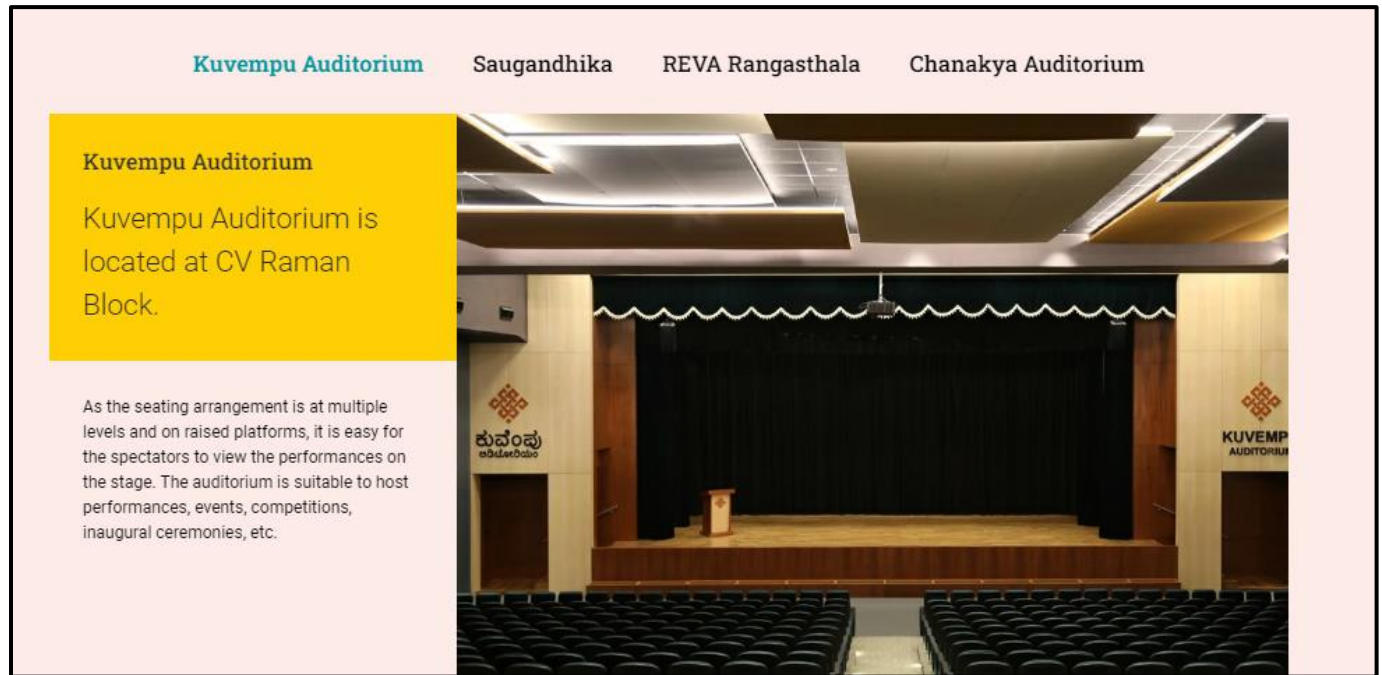 Kuvempu Auditorium Saugandhika REVA Rangasthala Chanakya Auditorium
Kuvempu Auditorium
Kuvempu Auditorium is
located at CV Raman
Block.
As the seating arrangement is at multiple
levels and on raised platforms, it is easy for
the spectators to view the performances on
the stage. The auditorium is suitable to host
performances, events, competitions,
inaugural ceremonies, etc.
ಕುವೆಂಪು
ಆಡಿಟೋರಿಯಂ
KUVEMP
AUDITORIU